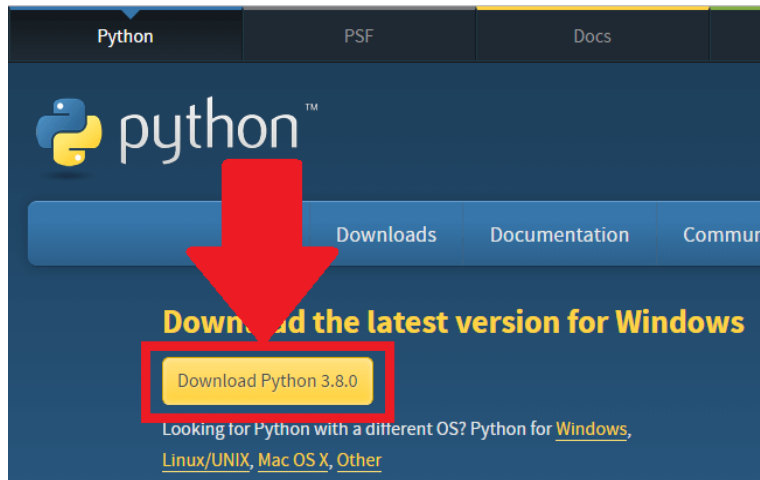 Python PSF Docs
python™
Downloads Documentation
Download the latest version for Windows
Download Python 3.8.0
Looking for Python with a different OS? Python for Windows,
Linux/UNIX, Mac OS X, Other